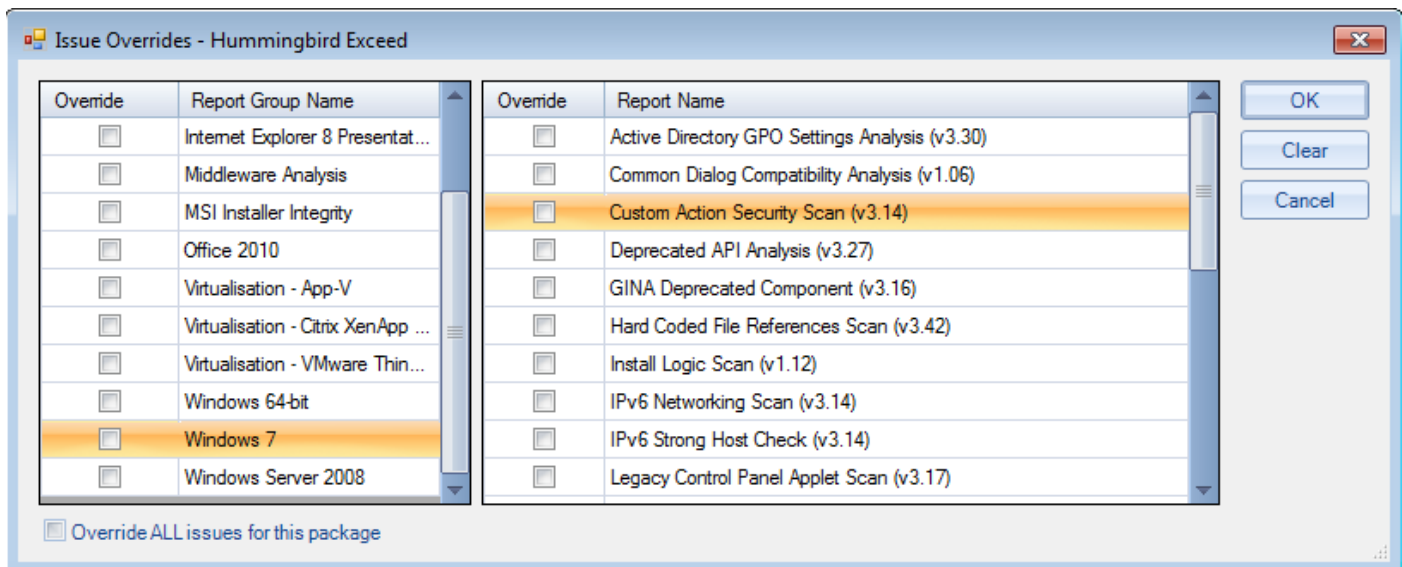 Issue Overrides - Hummingbird Exceed
Override Report Group Name Override Report Name OK
Internet Explorer 8 Presentat... Active Directory GPO Settings Analysis (v3.30)
Clear
Middleware Analysis Common Dialog Compatibility Analysis (v1.06)
MSI Installer Integrity Custom Action Security Scan (v3.14) Cancel
Office 2010 Deprecated API Analysis (v3.27)
Virtualisation - App-V GINA Deprecated Component (v3.16)
Virtualisation - Citrix XenApp ... Hard Coded File References Scan (v3.42)
Virtualisation - VMware Thin... Install Logic Scan (v1.12)
Windows 64-bit IPv6 Networking Scan (v3.14)
Windows 7 IPv6 Strong Host Check (v3.14)
Windows Server 2008 Legacy Control Panel Applet Scan (v3.17)
Override ALL issues for this package